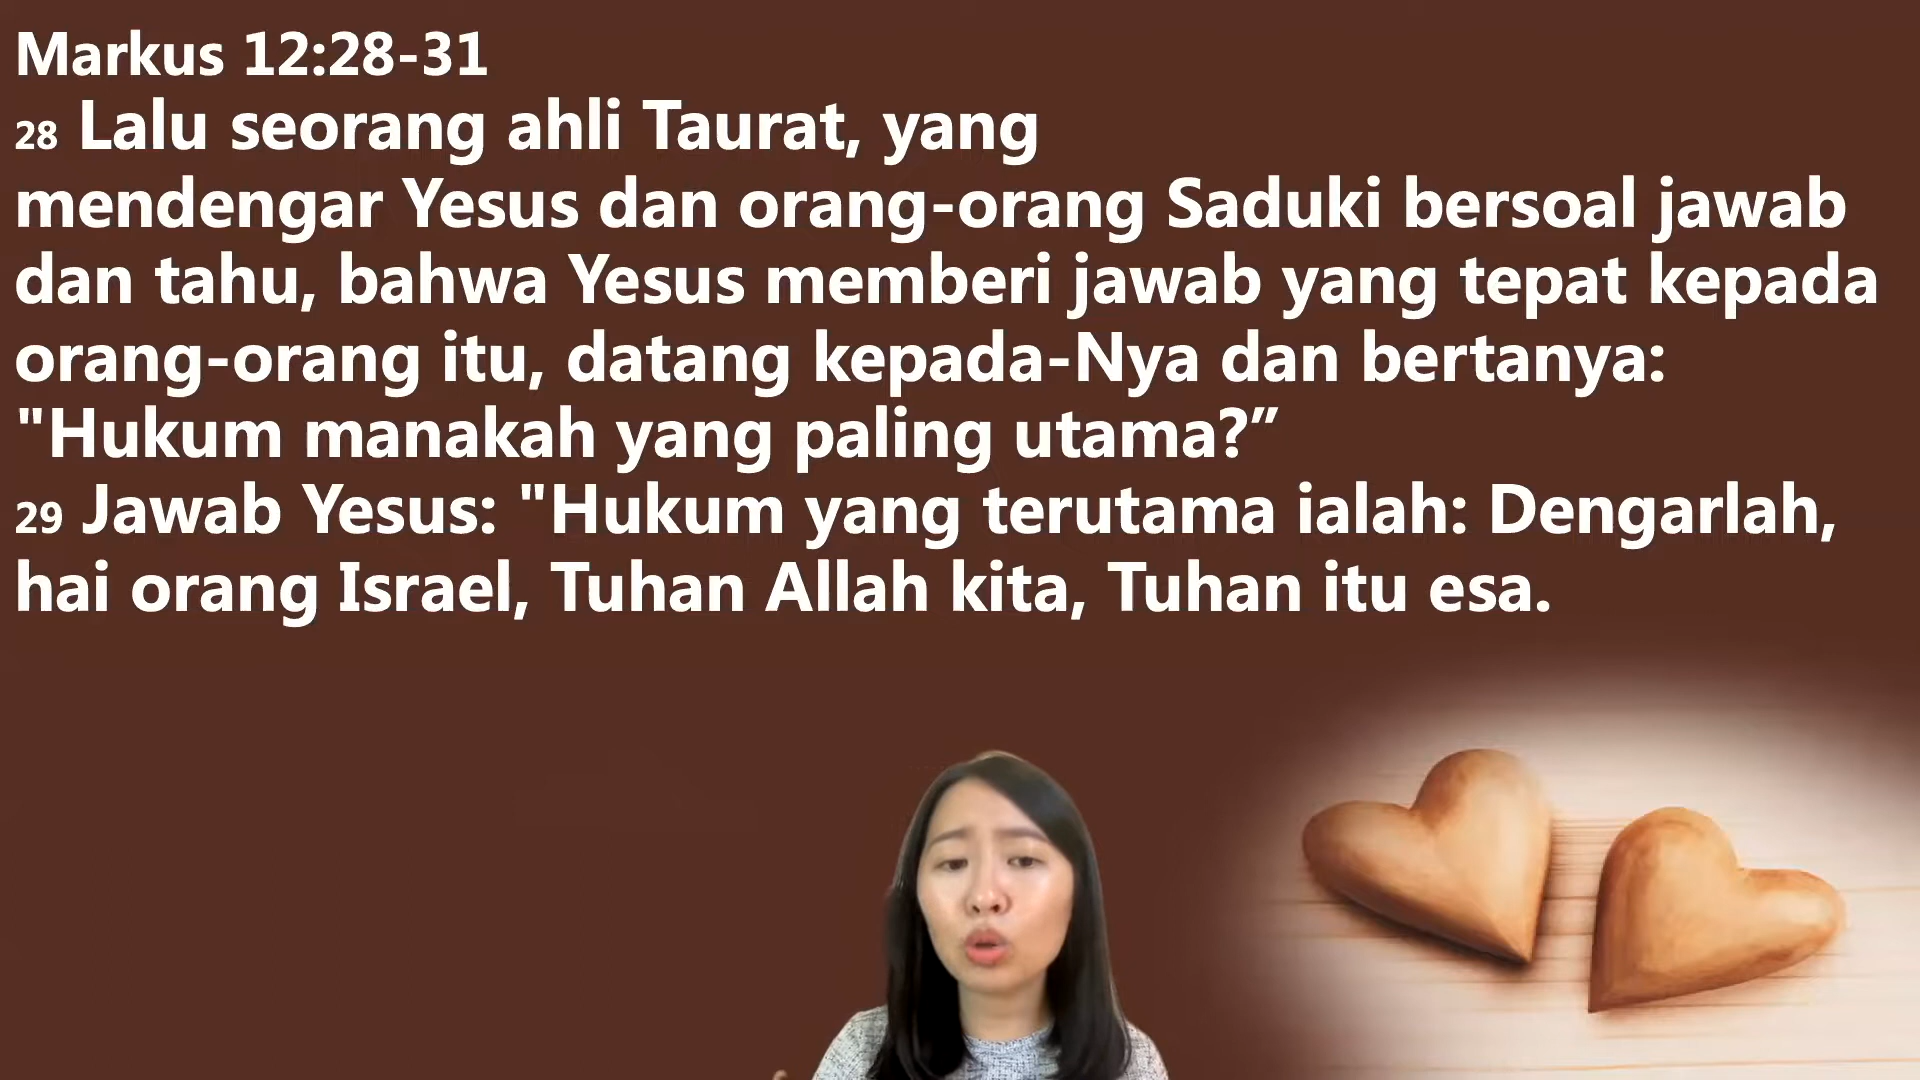 Markus 12:28-31
28 Lalu seorang ahli Taurat, yang
mendengar Yesus dan orang-orang Saduki bersoal jawab
dan tahu, bahwa Yesus memberi jawab yang tepat kepada
orang-orang itu, datang kepada-Nya dan bertanya:
"Hukum manakah yang paling utama?”
29 Jawab Yesus: "Hukum yang terutama ialah: Dengarlah,
hai orang Israel, Tuhan Allah kita, Tuhan itu esa.